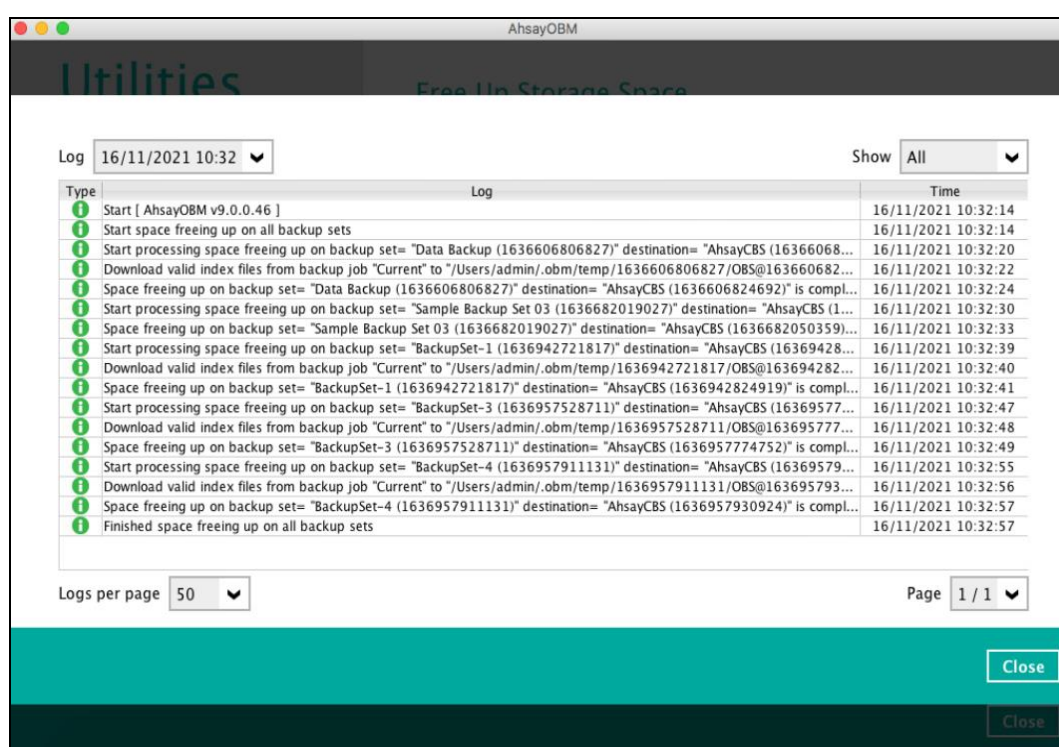 AhsayOBM
Utilities
Free Up Storage Space
Log 16/11/2021 10:32 Show All
Type Log Time
Start [ AhsayOBM v9.0.0.46 ] 16/11/2021 10:32:14
Start space freeing up on all backup sets 16/11/2021 10:32:14
Start processing space freeing up on backup set= "Data Backup (1636606806827)" destination= "AhsayCBS (16366068... 16/11/2021 10:32:20
Download valid index files from backup job "Current" to "/Users/admin/.obm/temp/1636606806827/OBS@163660682... 16/11/2021 10:32:22
Space freeing up on backup set= "Data Backup (1636606806827)" destination= "AhsayCBS (1636606824692)" is compl... 16/11/2021 10:32:24
Start processing space freeing up on backup set= "Sample Backup Set 03 (1636682019027)" destination= "AhsayCBS (1... 16/11/2021 10:32:30
Space freeing up on backup set= "Sample Backup Set 03 (1636682019027)" destination= "AhsayCBS (1636682050359)... 16/11/2021 10:32:33
Start processing space freeing up on backup set= "BackupSet-1 (1636942721817)" destination= "AhsayCBS (16369428... 16/11/2021 10:32:39
Download valid index files from backup job "Current" to "/Users/admin/.obm/temp/1636942721817/OBS@163694282... 16/11/2021 10:32:40
Space freeing up on backup set= "BackupSet-1 (1636942721817)" destination= "AhsayCBS (1636942824919)" is compl... 16/11/2021 10:32:41
Start processing space freeing up on backup set= "BackupSet-3 (1636957528711)" destination= "AhsayCBS (16369577... 16/11/2021 10:32:47
Download valid index files from backup job "Current" to "/Users/admin/.obm/temp/1636957528711/OBS@163695777... 16/11/2021 10:32:48
Space freeing up on backup set= "BackupSet-3 (1636957528711)" destination= "AhsayCBS (1636957774752)" is compl... 16/11/2021 10:32:49
Start processing space freeing up on backup set= "BackupSet-4 (1636957911131)" destination= "AhsayCBS (16369579... 16/11/2021 10:32:55
Download valid index files from backup job "Current" to "/Users/admin/.obm/temp/1636957911131/OBS@163695793... 16/11/2021 10:32:56
Space freeing up on backup set= "BackupSet-4 (1636957911131)" destination= "AhsayCBS (1636957930924)" is compl... 16/11/2021 10:32:57
Finished space freeing up on all backup sets 16/11/2021 10:32:57
Logs per page 50 Page 1 / 1
Close
Close